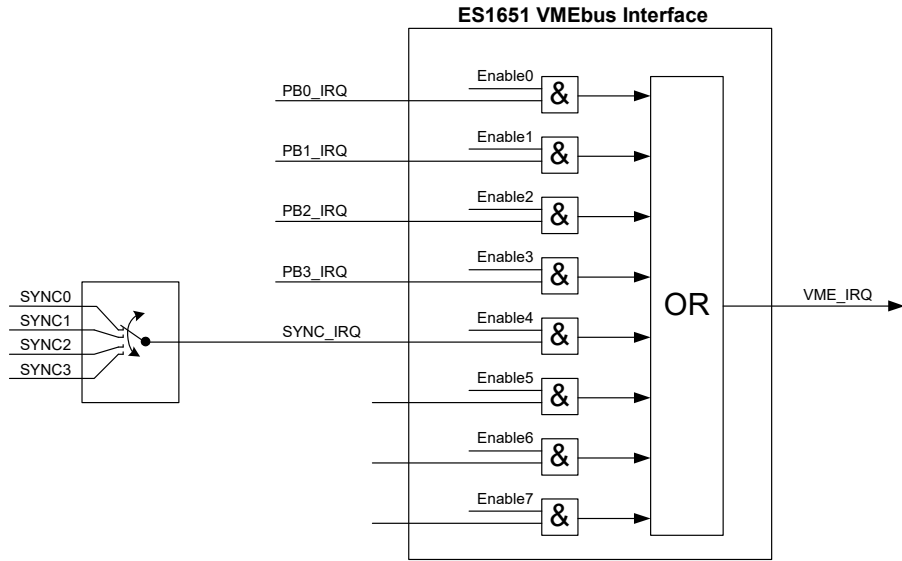 ES1651 VMEbus Interface
Enable0
PB0_IRQ
&
Enable1
PB1_IRQ
&
Enable2
PB2_IRQ
&
Enable3
PB3_IRQ
&
SYNC0
SYNC1
SYNC2
SYNC3
Enable4
SYNC_IRQ
&
Enable5
&
Enable6
&
Enable7
&
OR
VME_IRQ